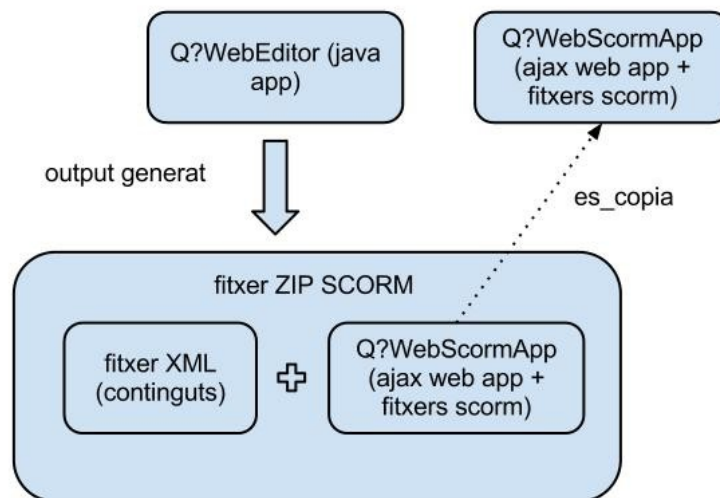 Q?WebEditor (java
app)
Q?WebScormApp
(ajax web app +
fitxers scorm)
output generat
es_copia
fitxer ZIP SCORM
fitxer XML
(continguts)
Q?WebScormApp
(ajax web app +
fitxers scorm)